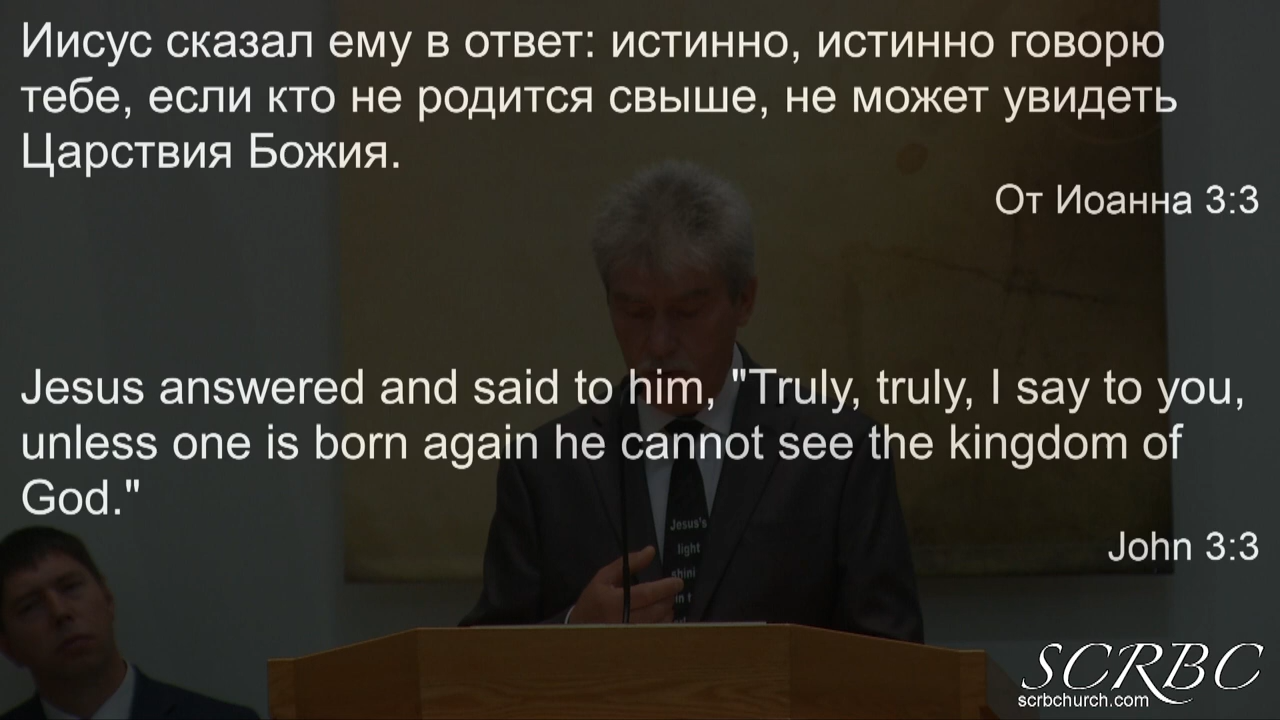 Иисус сказал ему в ответ: истинно, истинно говорю
тебе, если кто не родится свыше, не может увидеть
Царствия Божия.
От Иоанна 3:3
Jesus answered and said to him, "Truly, truly, I say to you,
unless one is born again he cannot see the kingdom of
God."
John 3:3
Jesus's
light
shini
in t
SCRBC
scrbchurch.com